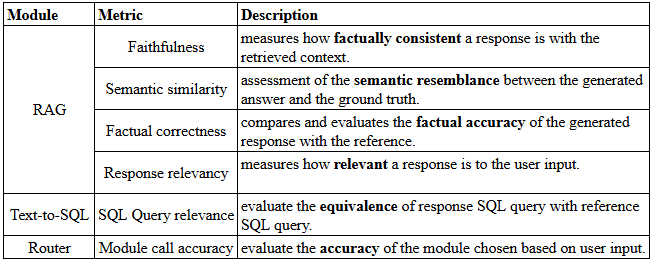 Module Metric Description
RAG
Faithfulness
measures how factually consistent a response is with the
retrieved context.
Semantic similarity
assessment of the semantic resemblance between the generated
answer and the ground truth.
Factual correctness
compares and evaluates the factual accuracy of the generated
response with the reference.
Response relevancy
measures how relevant a response is to the user input.
Text-to-SQL
SQL Query relevance
evaluate the equivalence of response SQL query with reference
SQL query.
Router
Module call accuracy
evaluate the accuracy of the module chosen based on user input.